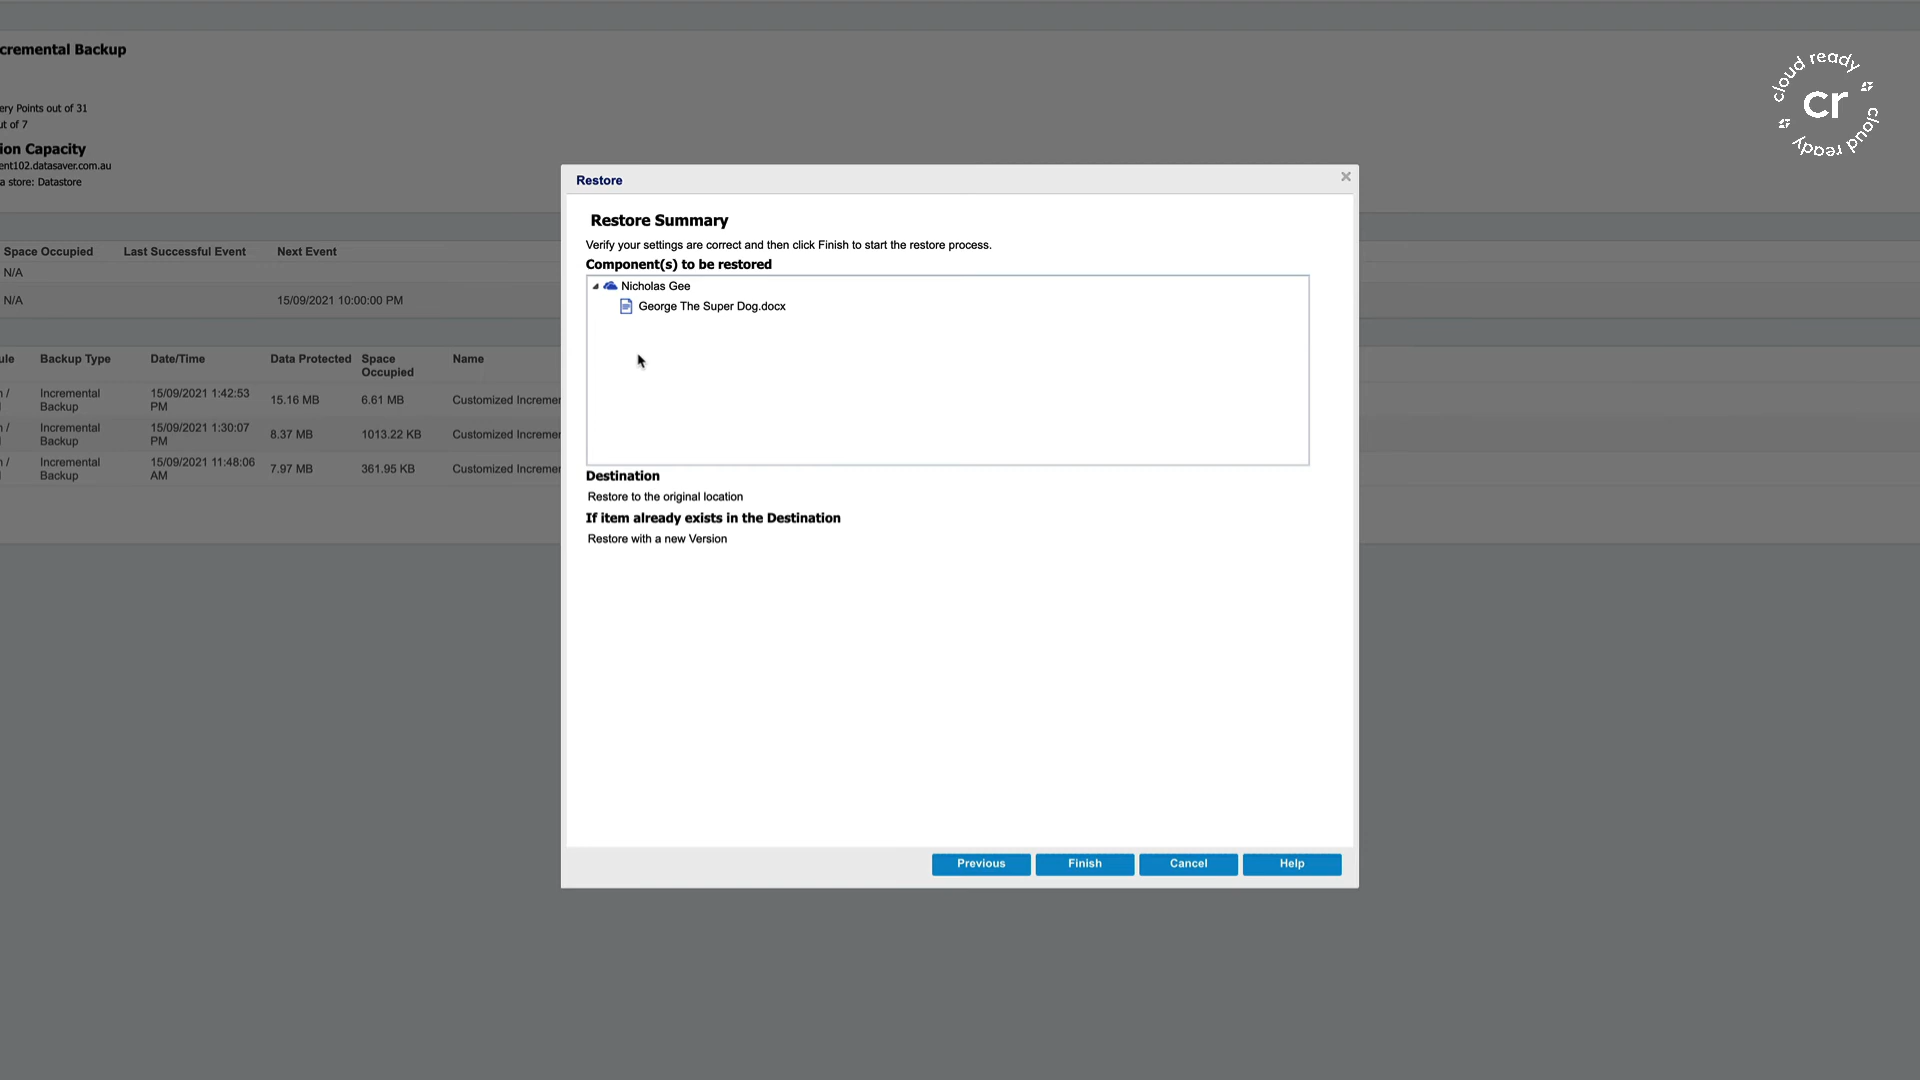 cremental Backup
ery Points out of 31
ut of 7
ion Capacity
ent102.datasaver.com.au
a store: Datastore
cloud ready
cr
cloud ready
Space Occupied Last Successful Event Next Event
N/A
N/A 15/09/2021 10:00:00 PM
ule Backup Type Date/Time Data Protected Space Occupied Name
n / Incremental Backup 15/09/2021 1:42:53 PM 15.16 MB 6.61 MB Customized Incremen
n / Incremental Backup 15/09/2021 1:30:07 PM 8.37 MB 1013.22 KB Customized Incremen
n / Incremental Backup 15/09/2021 11:48:06 AM 7.97 MB 361.95 KB Customized Incremen
Restore
Restore Summary
Verify your settings are correct and then click Finish to start the restore process.
Component(s) to be restored
Nicholas Gee
George The Super Dog.docx
Destination
Restore to the original location
If item already exists in the Destination
Restore with a new Version
Previous Finish Cancel Help